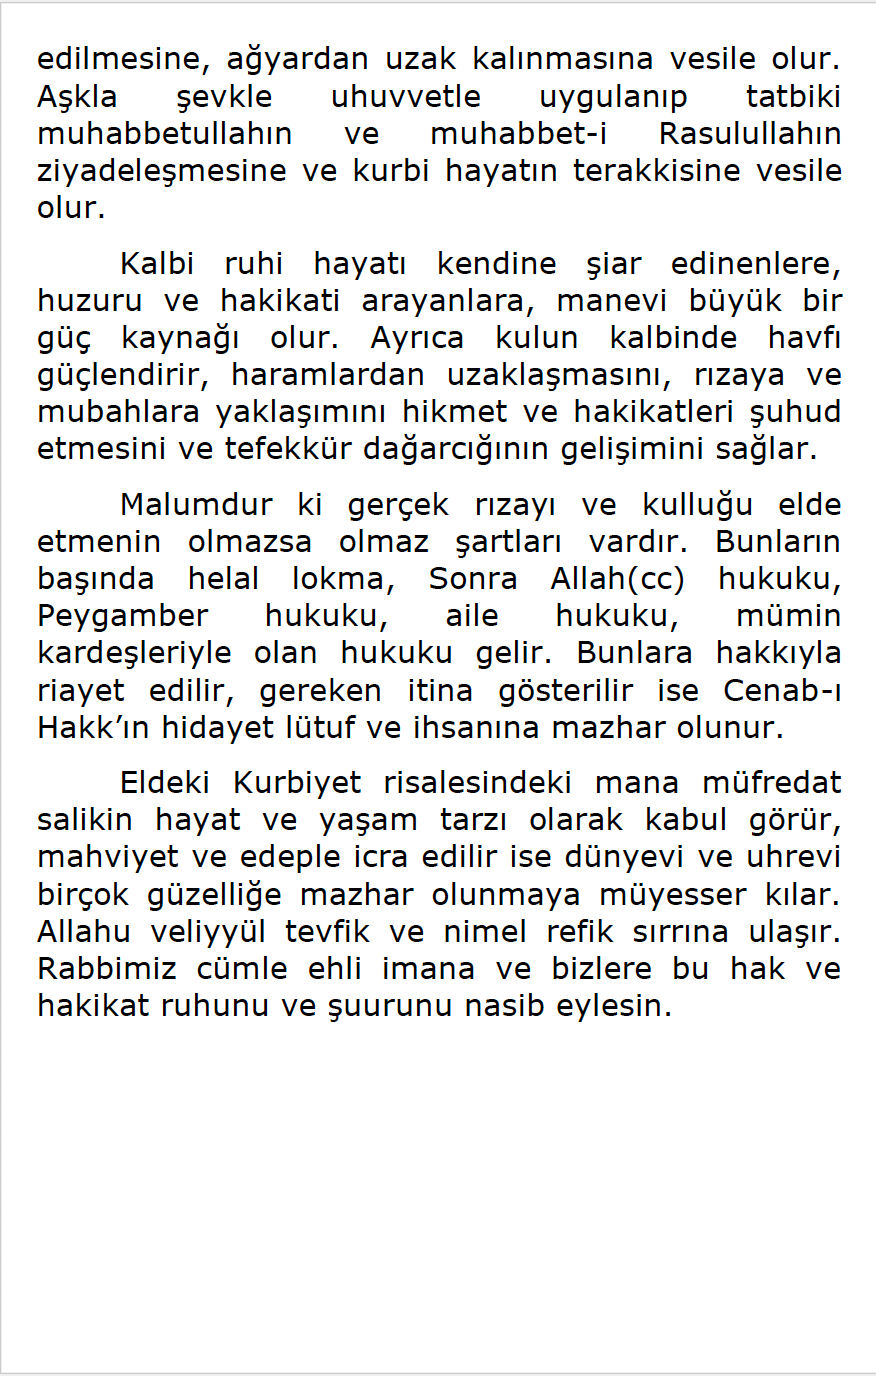 edilmesine, ağyardan uzak kalınmasına vesile olur.
Aşkla şevkle uhuvvetle uygulanıp tatbiki
muhabbetullahın ve muhabbet-i Rasulullahın
ziyadeleşmesine ve kurbi hayatın terakkisine vesile
olur.
Kalbi ruhi hayatı kendine şiar edinenlere,
huzuru ve hakikati arayanlara, manevi büyük bir
güç kaynağı olur. Ayrıca kulun kalbinde havfı
güçlendirir, haramlardan uzaklaşmasını, rızaya ve
mubahlara yaklaşımını hikmet ve hakikatleri şuhud
etmesini ve tefekkür dağarcığının gelişimini sağlar.
Malumdur ki gerçek rızayı ve kulluğu elde
etmenin olmazsa olmaz şartları vardır. Bunların
başında helal lokma, Sonra Allah(cc) hukuku,
Peygamber hukuku, aile hukuku, mümin
kardeşleriyle olan hukuku gelir. Bunlara hakkıyla
riayet edilir, gereken itina gösterilir ise Cenab-ı
Hakk’ın hidayet lütuf ve ihsanına mazhar olunur.
Eldeki Kurbiyet risalesindeki mana müfredat
salikin hayat ve yaşam tarzı olarak kabul görür,
mahviyet ve edeple icra edilir ise dünyevi ve uhrevi
birçok güzelliğe mazhar olunmaya müyesser kılar.
Allahu veliyyül tevfik ve nimel refik sırrına ulaşır.
Rabbimiz cümle ehli imana ve bizlere bu hak ve
hakikat ruhunu ve şuurunu nasib eylesin.